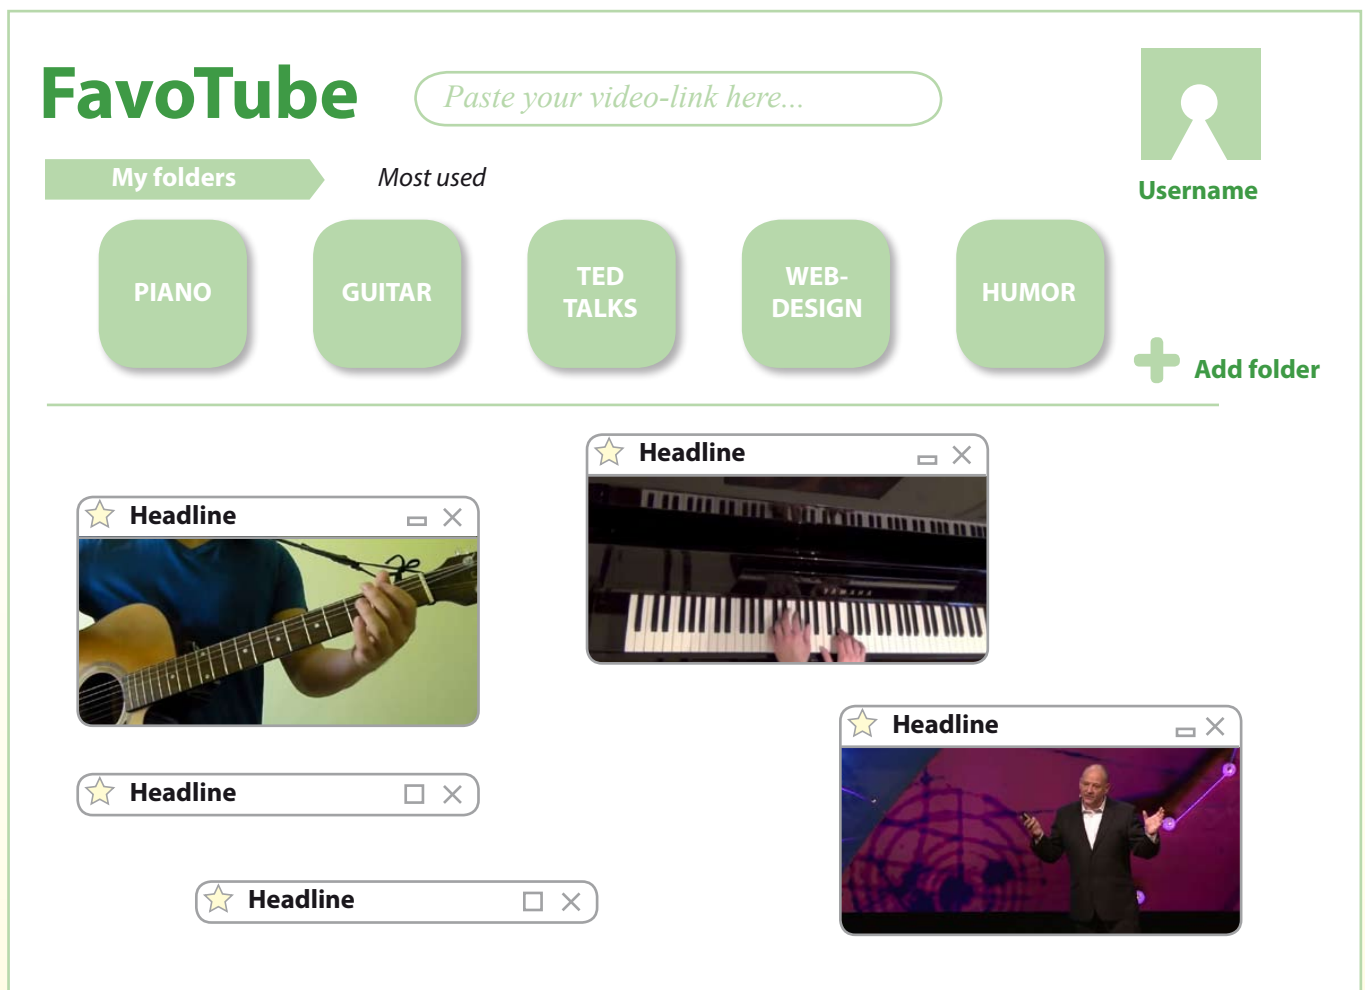 FavoTube
Paste your video-link here...
Username
My folders
Most used
PIANO
GUITAR
TED
TALKS
WEB-
DESIGN
HUMOR
Add folder
Headline
Headline
YAMAHA
Headline
Headline
Headline